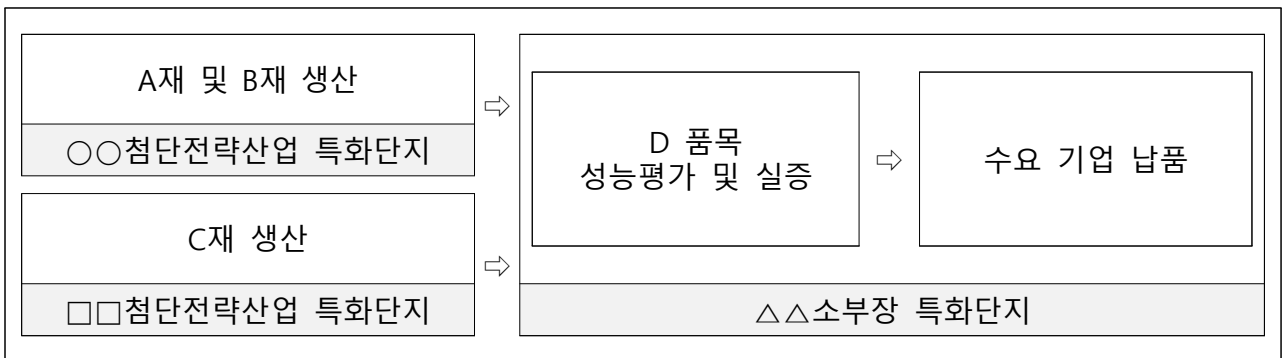 A재 및 B재 생산
○○첨단전략산업 특화단지
C재 생산
□□첨단전략산업 특화단지
D 품목
성능평가 및 실증
수요 기업 납품
△△소부장 특화단지